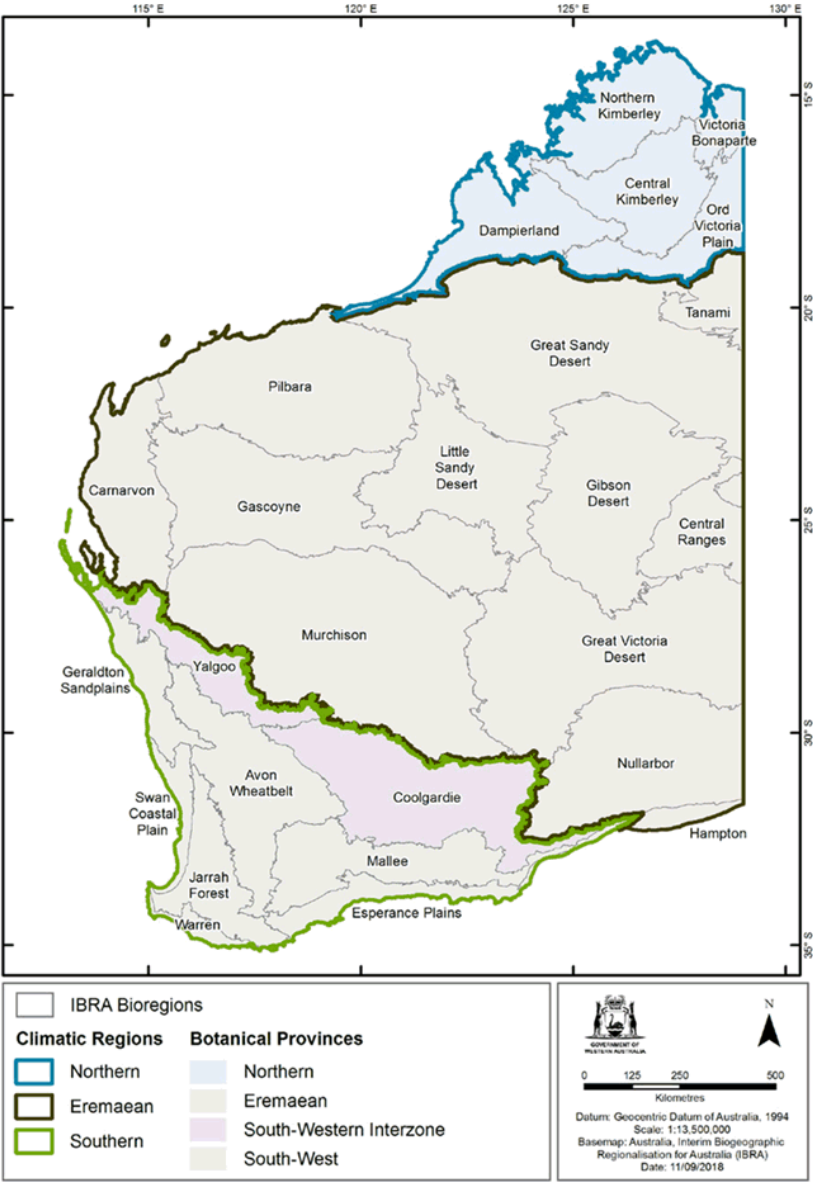 115° E
120° E
125° E
130° E
15° S
20° S
25° S
30° S
35° S
Northern
Kimberley
Victoria
Bonaparte
Central
Kimberley
Ord
Victoria
Plain
Dampierland
Tanami
Great Sandy
Desert
Pilbara
Little
Sandy
Desert
Carnarvon
Gascoyne
Gibson
Desert
Central
Ranges
Murchison
Great Victoria
Desert
Yalgoo
Geraldton
Sandplains
Nullarbor
Avon
Wheatbelt
Coolgardie
Swan
Coastal
Plain
Hampton
Mallee
Jarrah
Forest
Esperance Plains
Warren
IBRA Bioregions
Climatic Regions
Northern
Eremaean
Southern
Botanical Provinces
Northern
Eremaean
South-Western Interzone
South-West
GOVERNMENT OF
WESTERN AUSTRALIA
N
0 125 250 500
Kilometres
Datum: Geocentric Datum of Australia, 1994
Scale: 1:13,500,000
Basemap: Australia, Interim Biogeographic
Regionalisation for Australia (IBRA)
Date: 11/09/2018